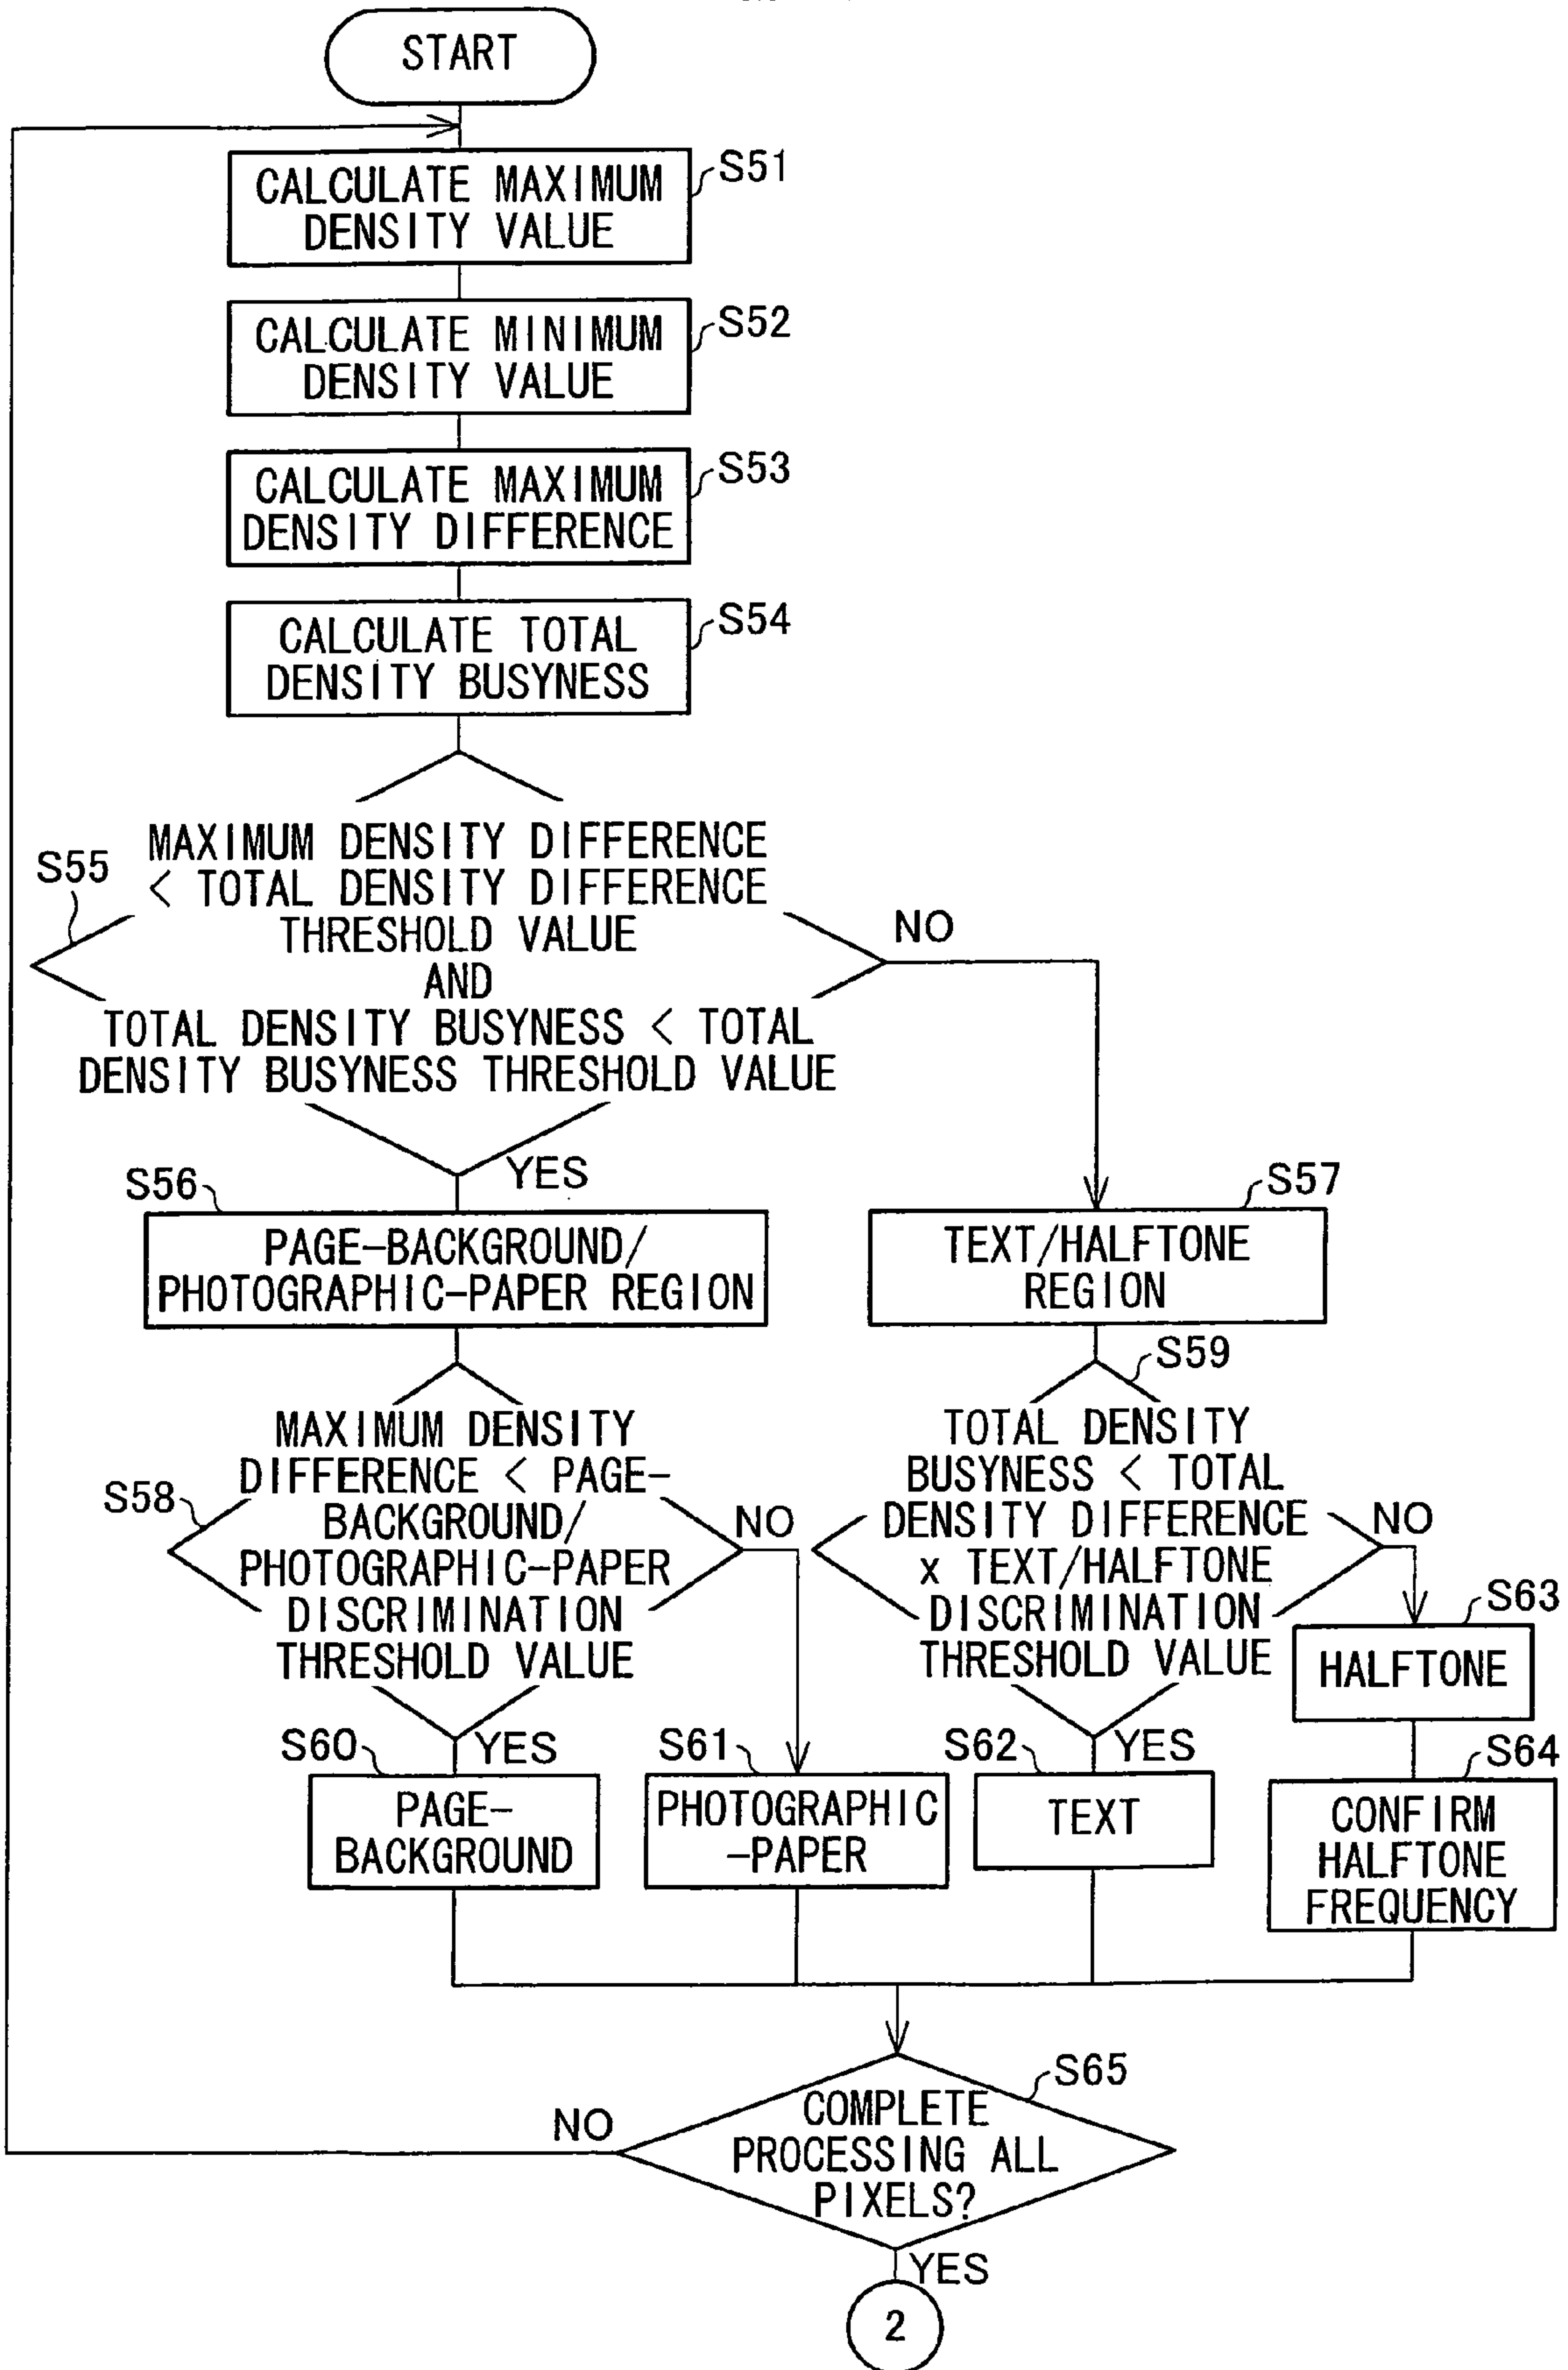 START
CALCULATE MAXIMUM
DENSITY VALUE
S51
CALCULATE MINIMUM
DENSITY VALUE
S52
CALCULATE MAXIMUM
DENSITY DIFFERENCE
S53
CALCULATE TOTAL
DENSITY BUSYNESS
S54
S55
MAXIMUM DENSITY DIFFERENCE
< TOTAL DENSITY DIFFERENCE
THRESHOLD VALUE
AND
TOTAL DENSITY BUSYNESS < TOTAL
DENSITY BUSYNESS THRESHOLD VALUE
NO
YES
S56
PAGE-BACKGROUND/
PHOTOGRAPHIC-PAPER REGION
S57
TEXT/HALFTONE
REGION
S58
MAXIMUM DENSITY
DIFFERENCE < PAGE-
BACKGROUND/
PHOTOGRAPHIC-PAPER
DISCRIMINATION
THRESHOLD VALUE
NO
YES
S59
TOTAL DENSITY
BUSYNESS < TOTAL
DENSITY DIFFERENCE
x TEXT/HALFTONE
DISCRIMINATION
THRESHOLD VALUE
NO
YES
S60
PAGE-
BACKGROUND
S61
PHOTOGRAPHIC
-PAPER
S62
TEXT
S63
HALFTONE
S64
CONFIRM
HALFTONE
FREQUENCY
S65
COMPLETE
PROCESSING ALL
PIXELS?
NO
YES
2